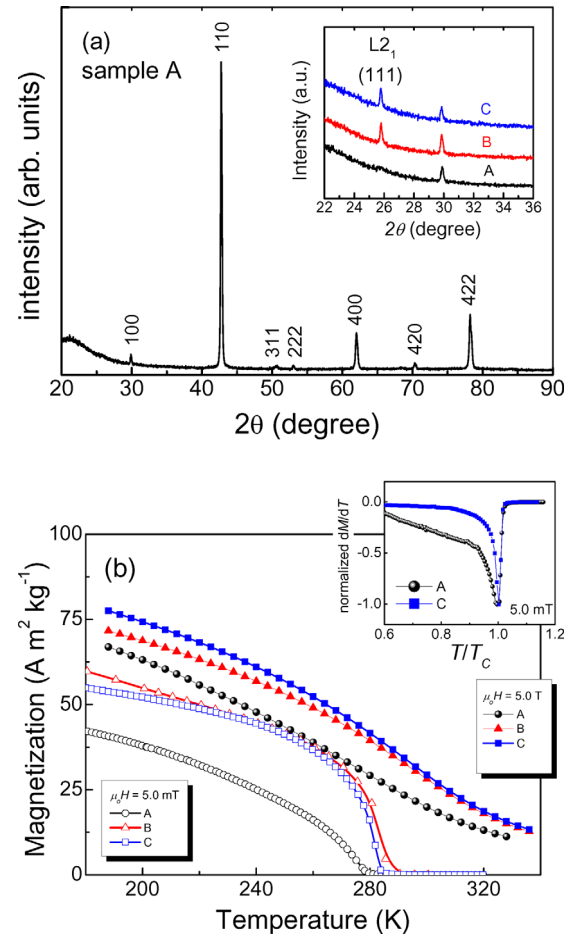 (a)
sample A
110
100
311
222
400
420
422
intensity (arb. units)
20 30 40 50 60 70 80 90
2θ (degree)
L2₁
(111)
C
B
A
Intensity (a.u.)
22 24 26 28 30 32 34 36
2θ (degree)
(b)
100
75
50
25
0
Magnetization (A m² kg⁻¹)
200 240 280 320
Temperature (K)
μₒH = 5.0 mT
A
B
C
μₒH = 5.0 T
A
B
C
0.0
-0.5
-1.0
normalized dM/dT
A
C
5.0 mT
0.6 0.8 1.0 1.2
T/T_C